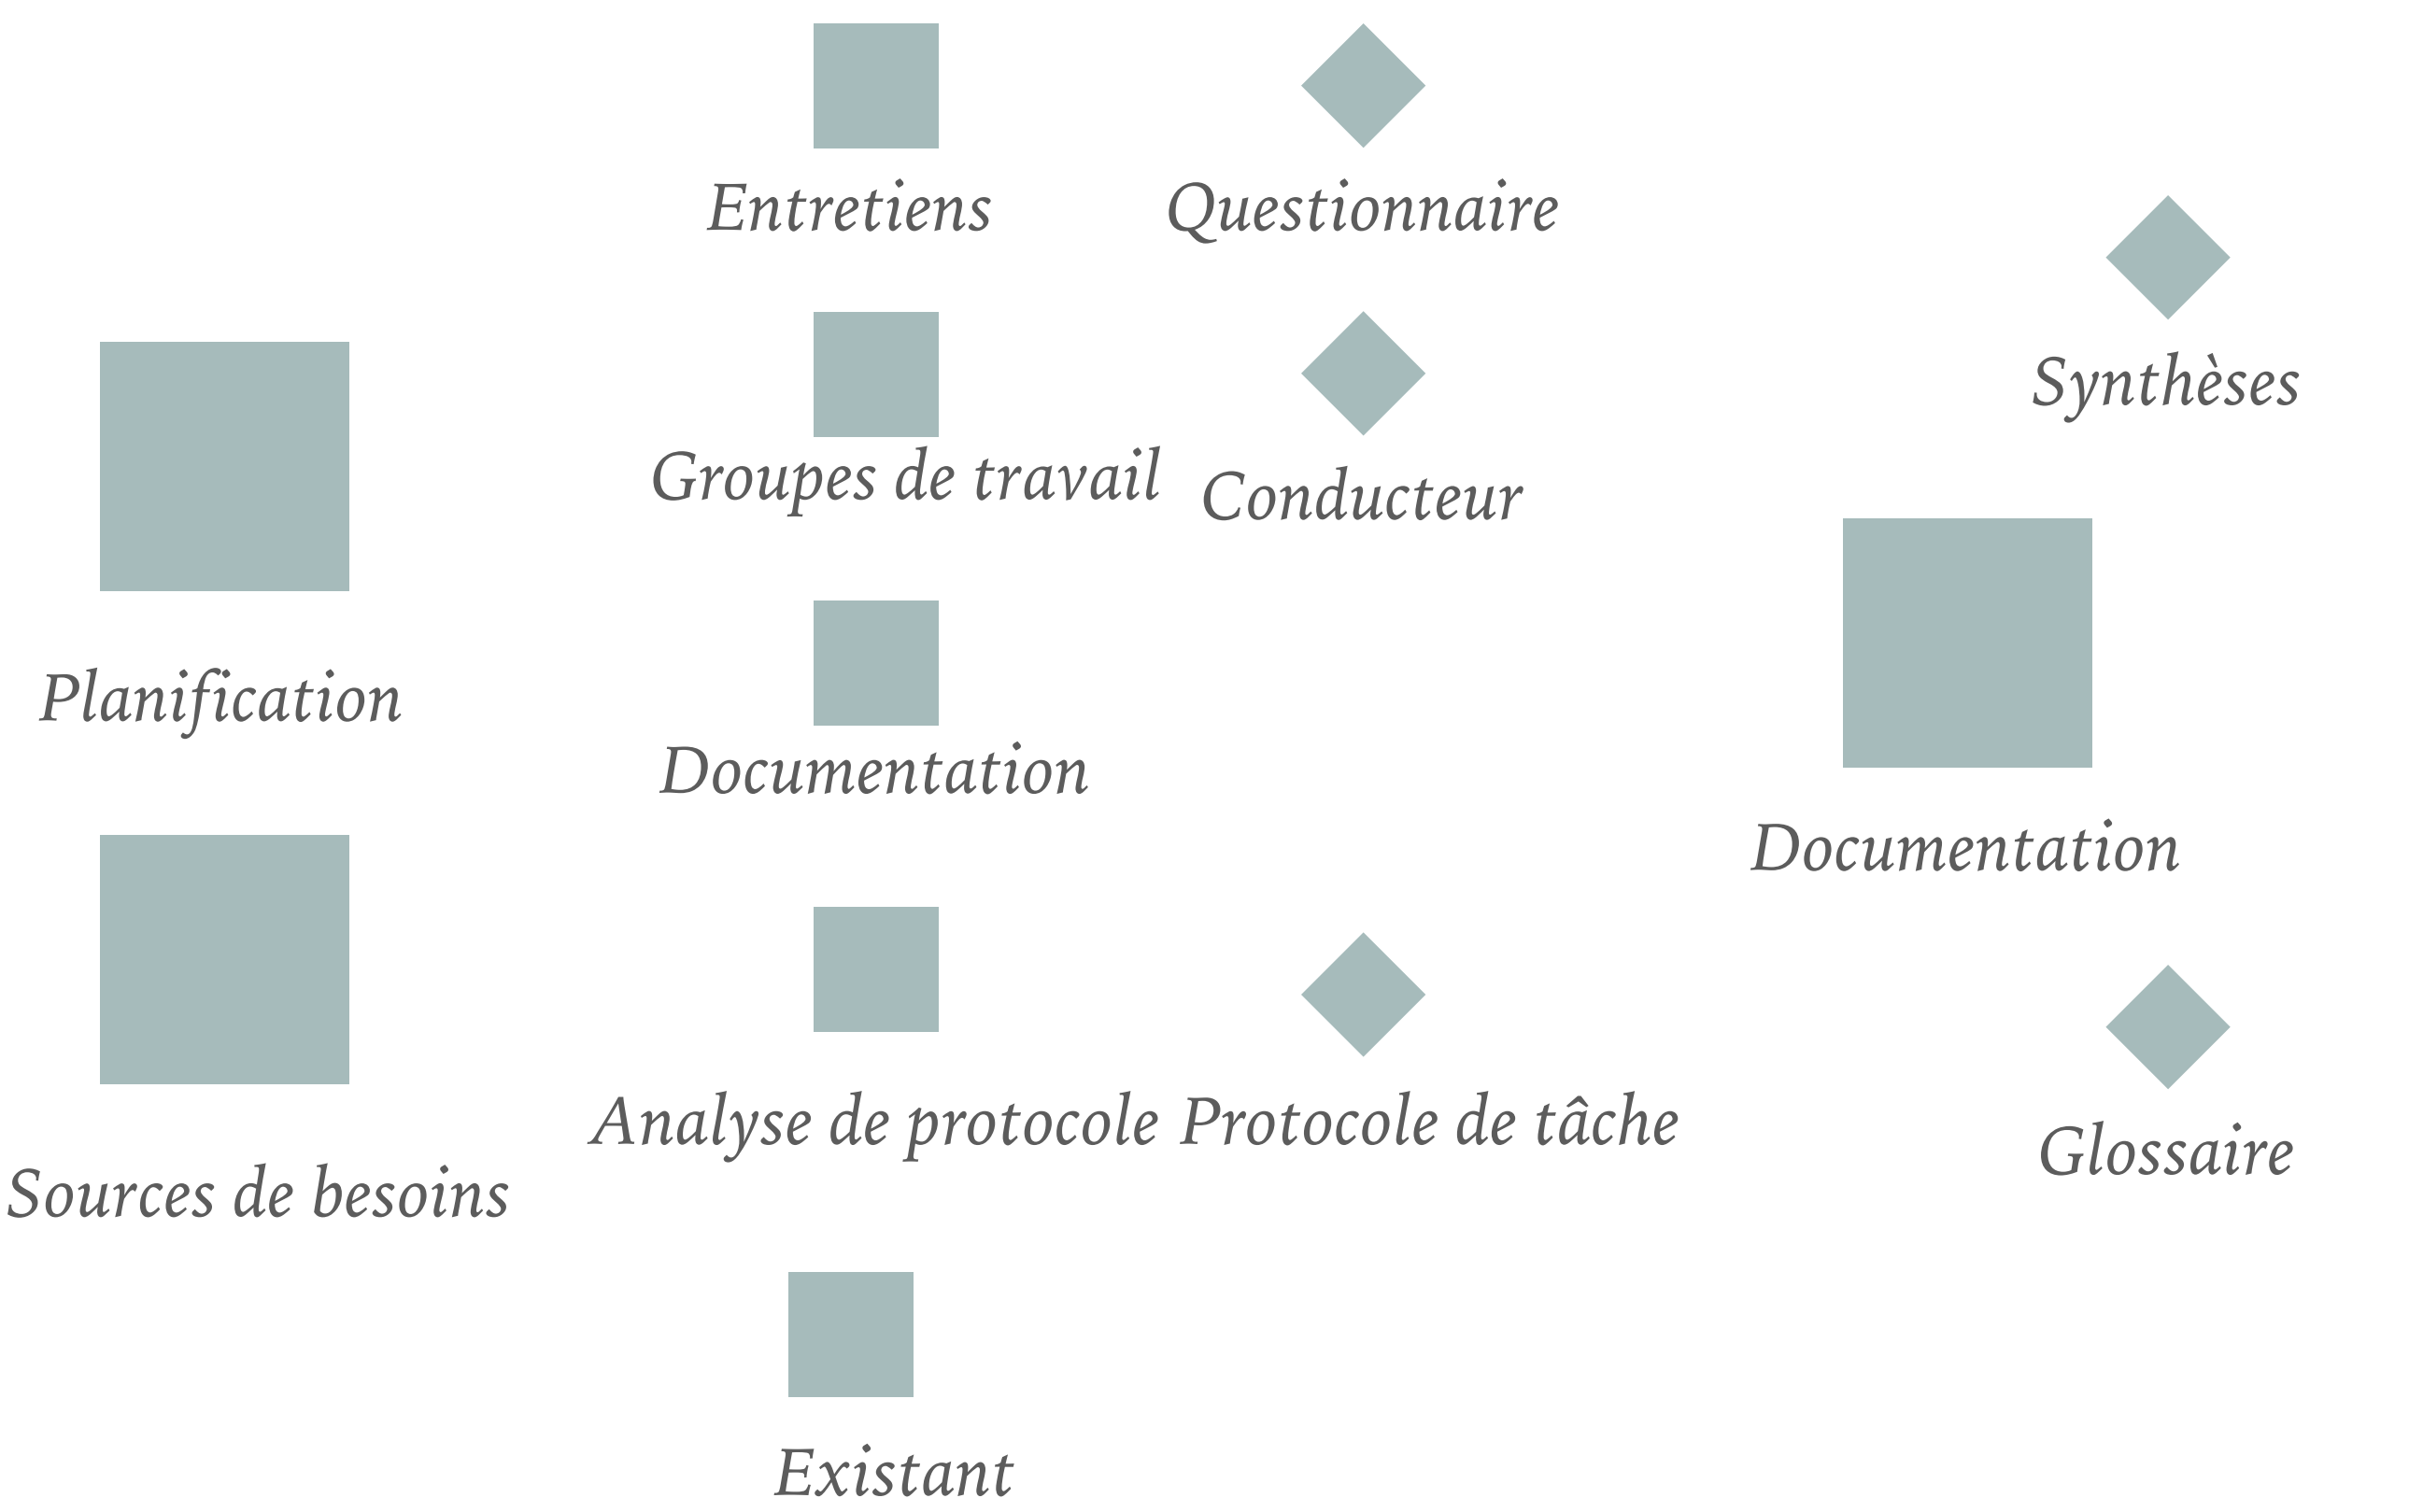 Entretiens
Questionnaire
Synthèses
Groupes de travail
Conducteur
Planification
Documentation
Documentation
Analyse de protocole
Protocole de tâche
Glossaire
Sources de besoins
Existant